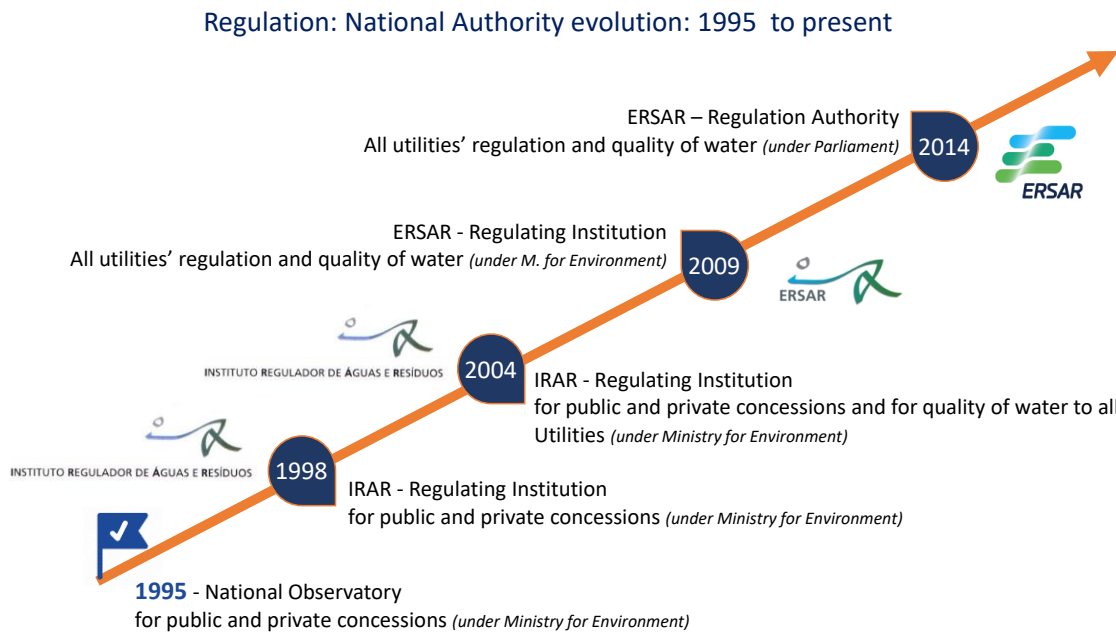 Regulation: National Authority evolution: 1995 to present
ERSAR – Regulation Authority
All utilities' regulation and quality of water (under Parliament)
2014
ERSAR
ERSAR - Regulating Institution
All utilities' regulation and quality of water (under M. for Environment)
2009
ERSAR
INSTITUTO REGULADOR DE ÁGUAS E RESÍDUOS
2004
IRAR - Regulating Institution
for public and private concessions and for quality of water to all
Utilities (under Ministry for Environment)
INSTITUTO REGULADOR DE ÁGUAS E RESÍDUOS
1998
IRAR - Regulating Institution
for public and private concessions (under Ministry for Environment)
1995 - National Observatory
for public and private concessions (under Ministry for Environment)